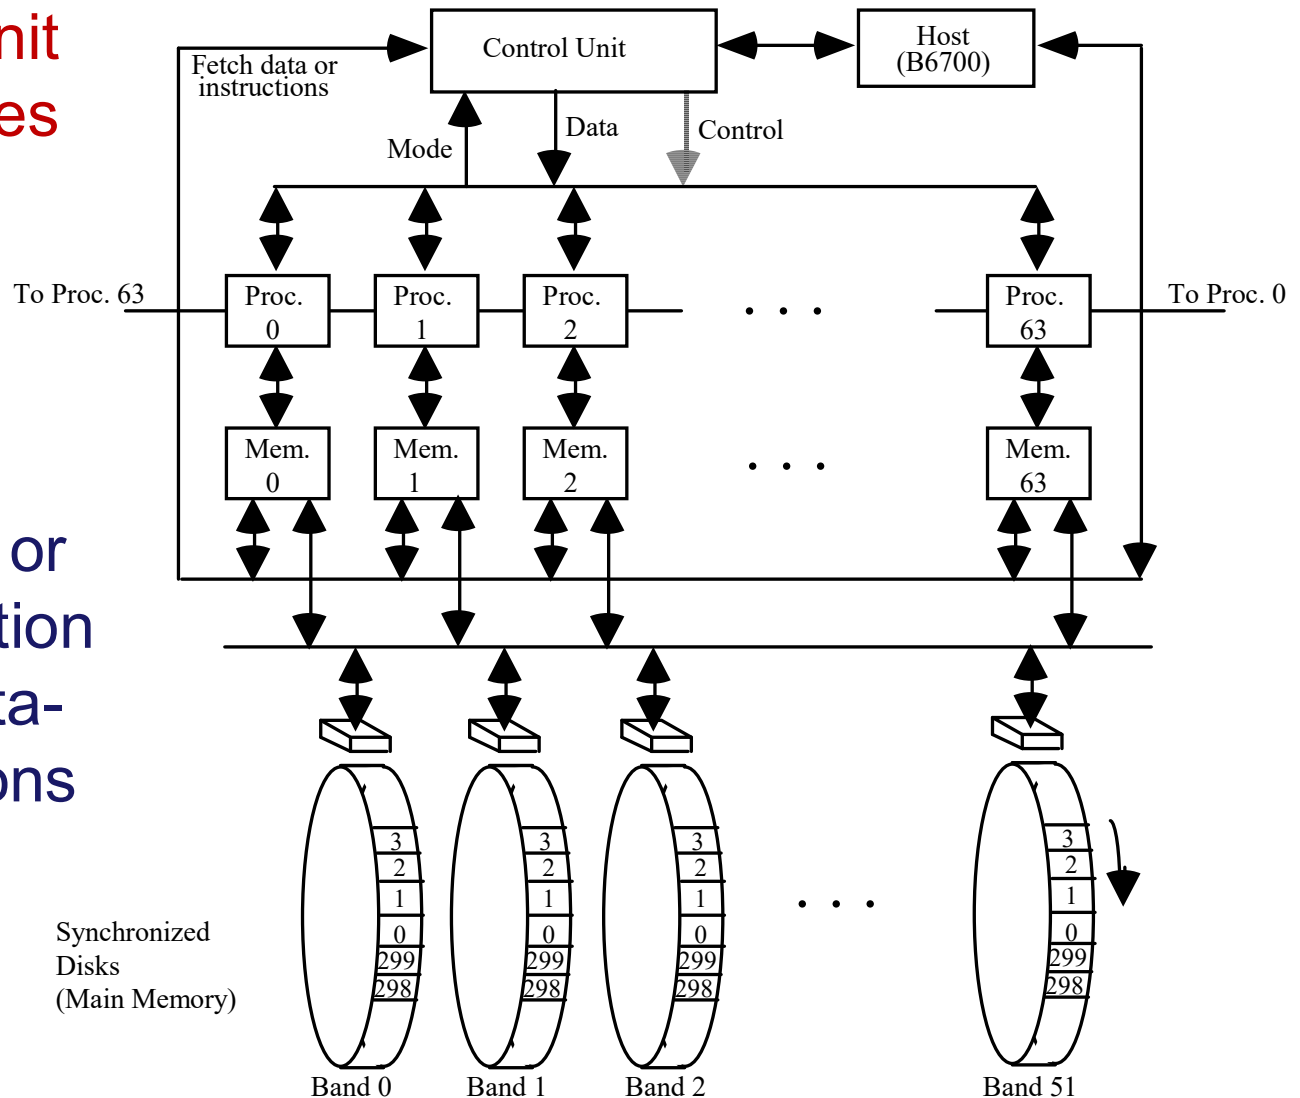 nit
es
or
tion
ta-
ons
Control Unit
Host
(B6700)
Fetch data or
instructions
Mode
Data
Control
To Proc. 63
Proc.
0
Proc.
1
Proc.
2
. . .
Proc.
63
To Proc. 0
Mem.
0
Mem.
1
Mem.
2
. . .
Mem.
63
3
2
1
0
299
298
3
2
1
0
299
298
3
2
1
0
299
298
. . .
3
2
1
0
299
298
Synchronized
Disks
(Main Memory)
Band 0
Band 1
Band 2
Band 51